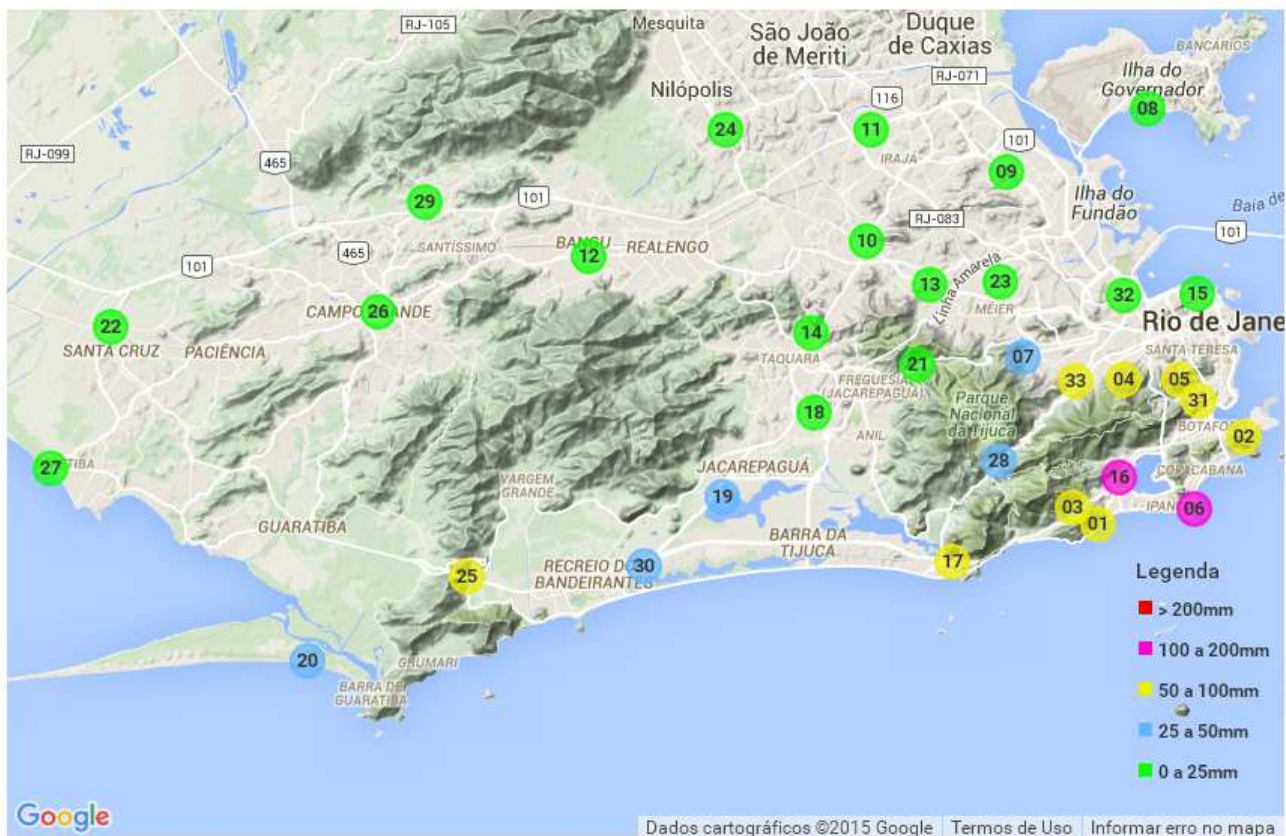 RJ-105
Mesquita
São João
de Meriti
Duque
de Caxias
BANCÁRIOS
RJ-071
Ilha do
Governador
Nilópolis
116
08
24
11
RJ-099
465
IRAJÁ
101
09
Ilha do
Fundão
29
101
RJ-083
Baía de
SANTÍSSIMO
BANGU
REALENGO
10
101
465
12
101
13
Linha Amarela
23
32
15
MÉIER
CAMPO GRANDE
26
22
14
Rio de Jane
SANTA CRUZ
PACIÊNCIA
TAQUARA
07
SANTA TERESA
21
33
04
05
FREGUESIA
(JACAREPAGUÁ)
31
Parque
Nacional
da Tijuca
18
BOTAFO
ANIL
02
27
TIBA
28
COPACABANA
JACAREPAGUÁ
16
VARGEM
GRANDE
19
03
IPAN
06
01
GUARATIBA
BARRA DA
TIJUCA
17
25
RECREIO DOS
BANDEIRANTES
30
Legenda
> 200mm
20
GRUMARI
100 a 200mm
BARRA DE
GUARATIBA
50 a 100mm
25 a 50mm
0 a 25mm
Google
Dados cartográficos ©2015 Google Termos de Uso Informar erro no mapa